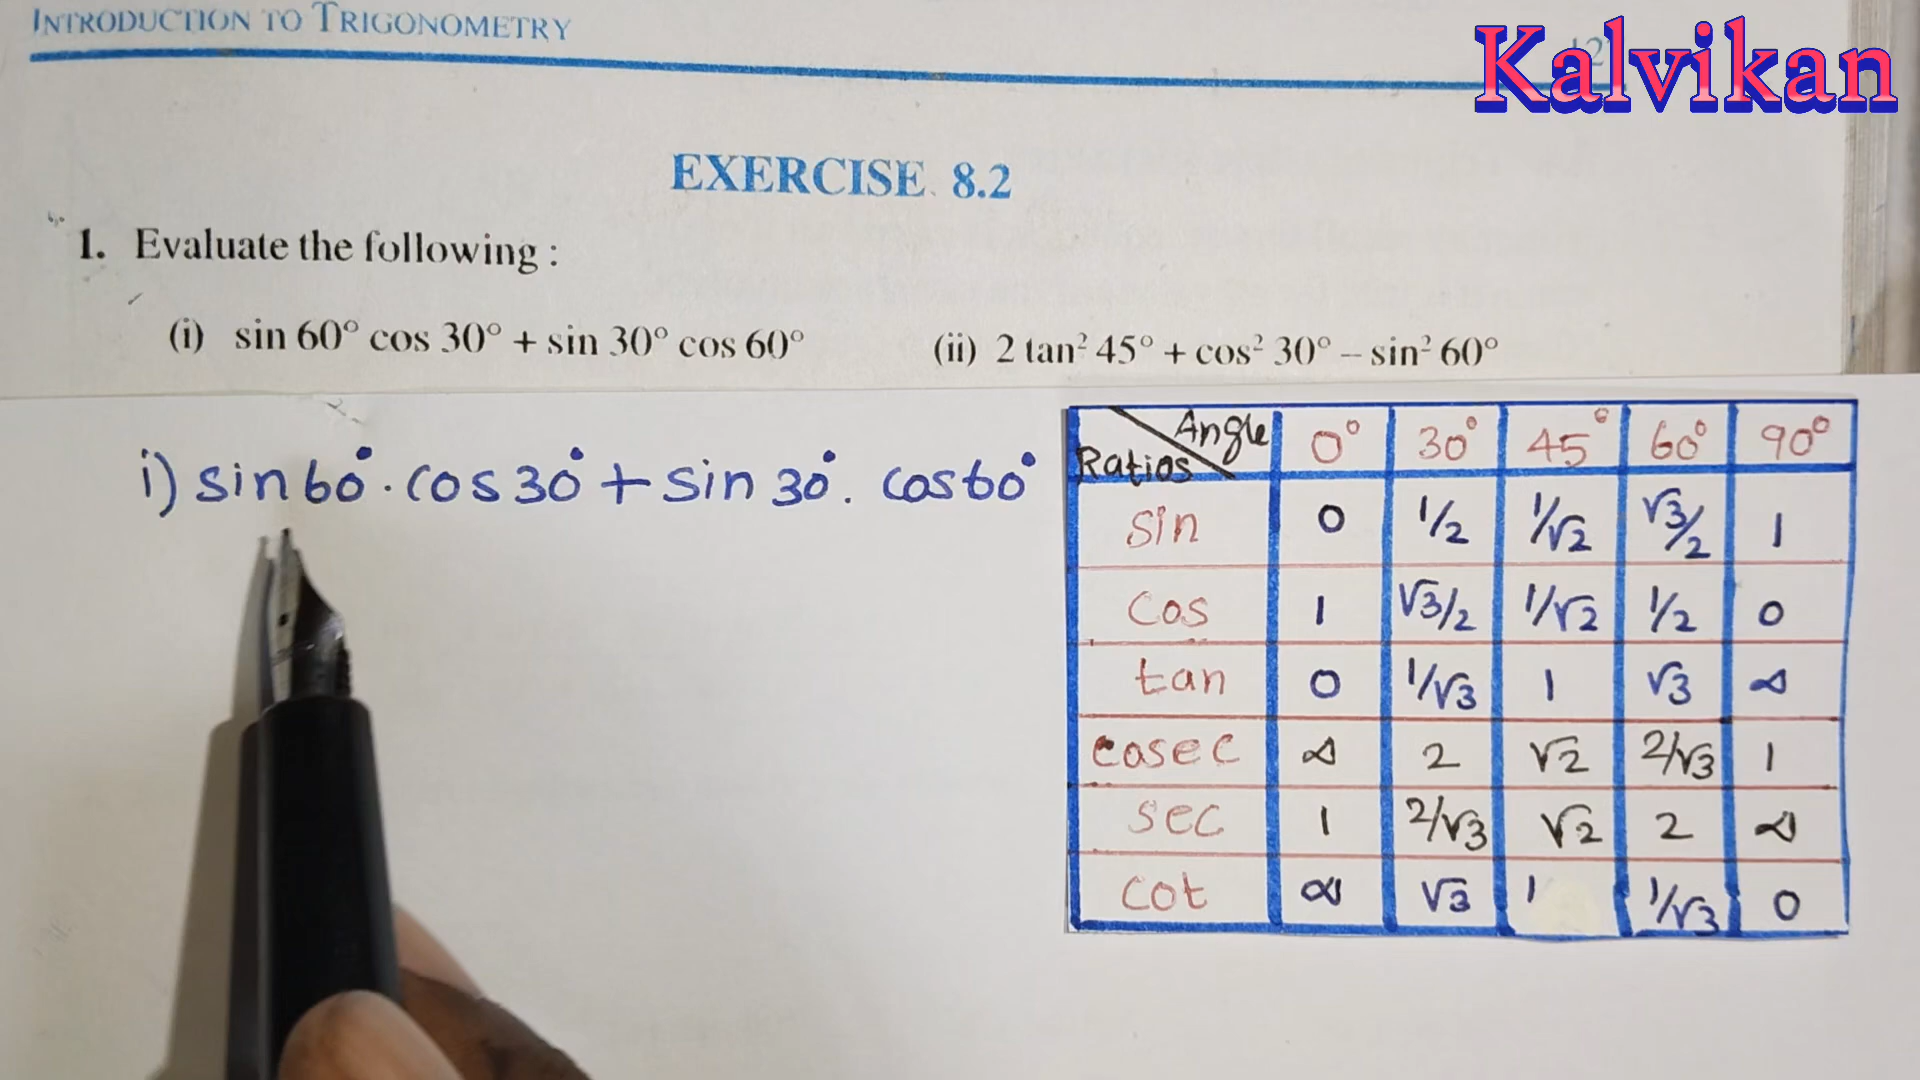 INTRODUCTION TO TRIGONOMETRY
Kalvikan
EXERCISE 8.2
1. Evaluate the following :
(i) sin 60° cos 30° + sin 30° cos 60°
(ii) 2 tan² 45° + cos² 30° – sin² 60°
i) sin 60° · cos 30° + sin 30° . cos 60°
Angle Ratios 0° 30° 45° 60° 90°
sin 0 1/2 1/√2 √3/2 1
cos 1 √3/2 1/√2 1/2 0
tan 0 1/√3 1 √3 ∞
cosec ∞ 2 √2 2/√3 1
sec 1 2/√3 √2 2 ∞
cot ∞ √3 1 1/√3 0